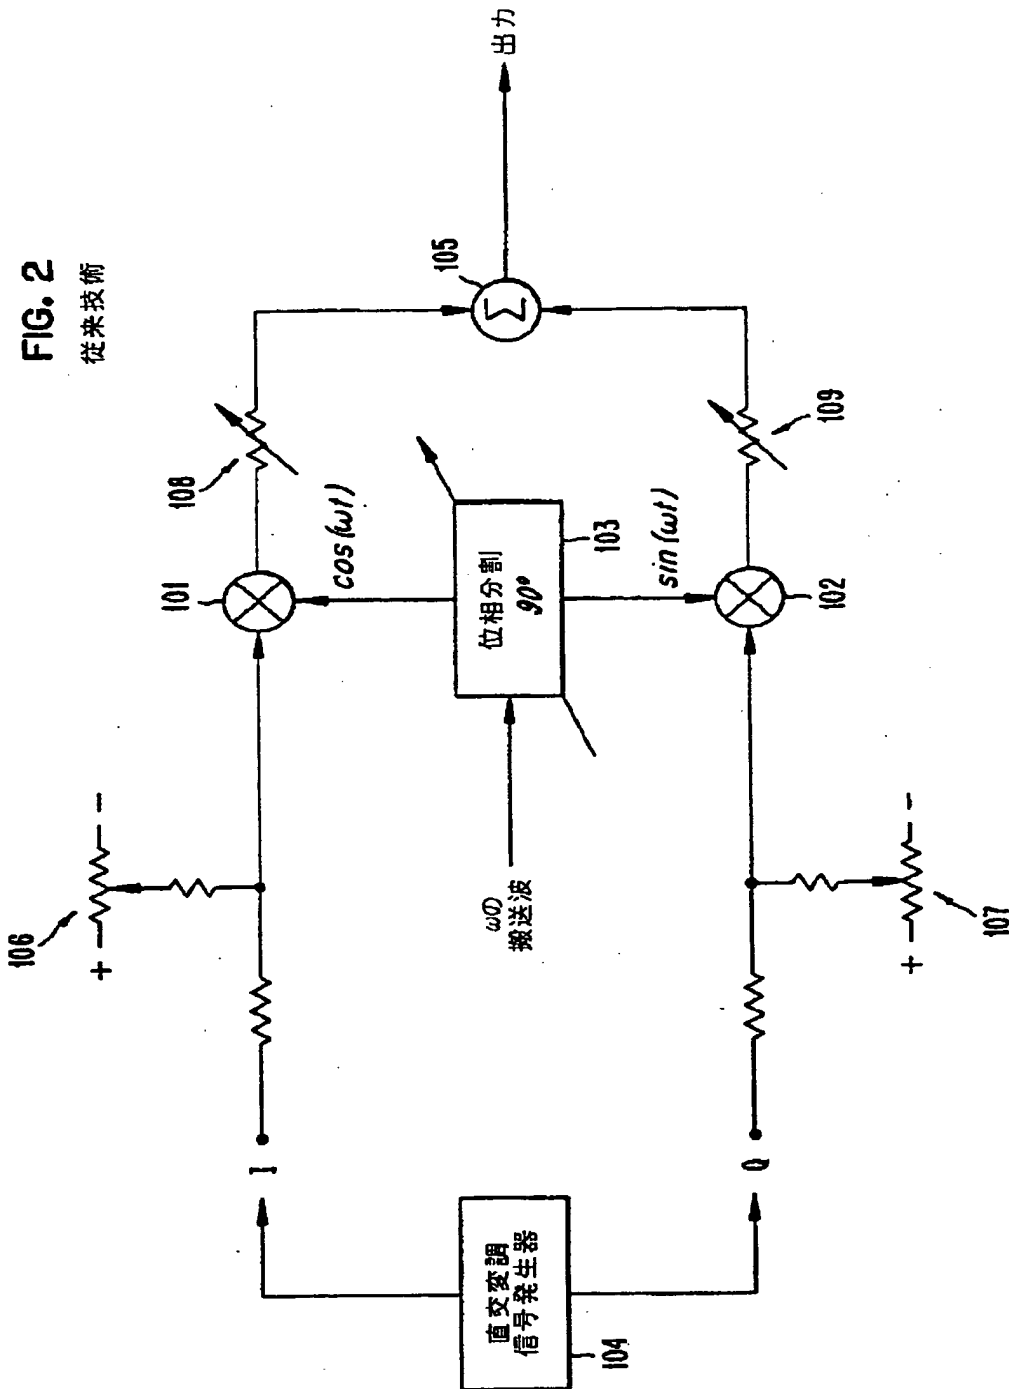 FIG. 2
従来技術
106
+
−
I
101
108
cos(ωt)
直交変調
信号発生器
104
ωの
搬送波
位相分割
90°
103
Σ
105
出力
sin(ωt)
Q
102
109
+
−
107